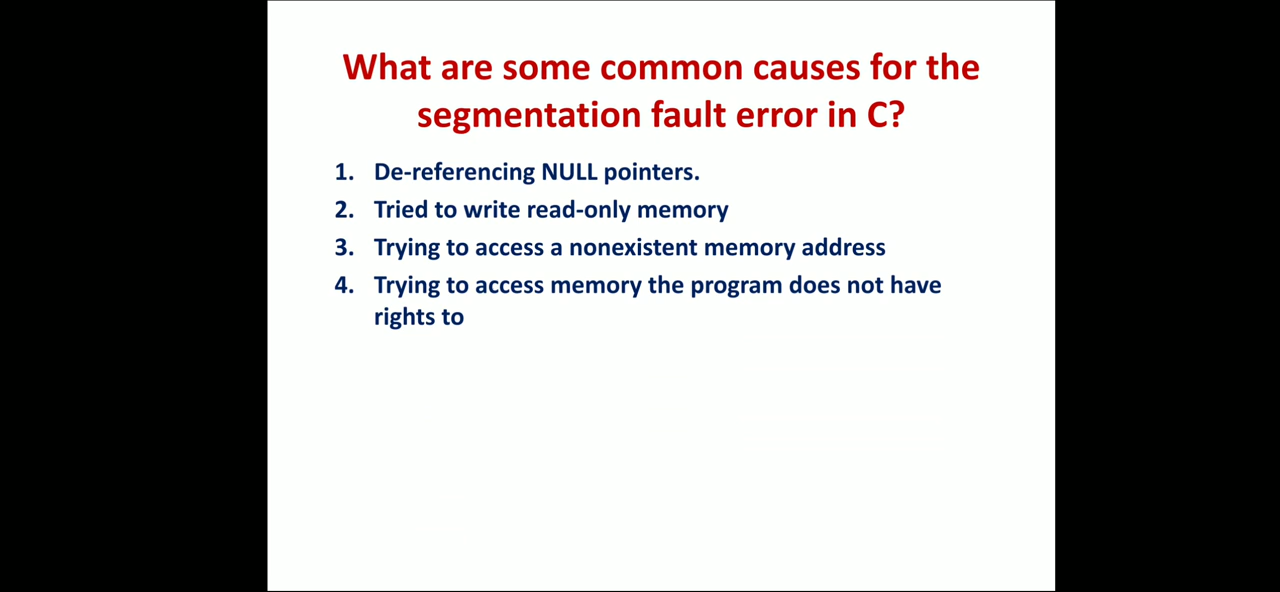 What are some common causes for the
segmentation fault error in C?
1. De-referencing NULL pointers.
2. Tried to write read-only memory
3. Trying to access a nonexistent memory address
4. Trying to access memory the program does not have
rights to